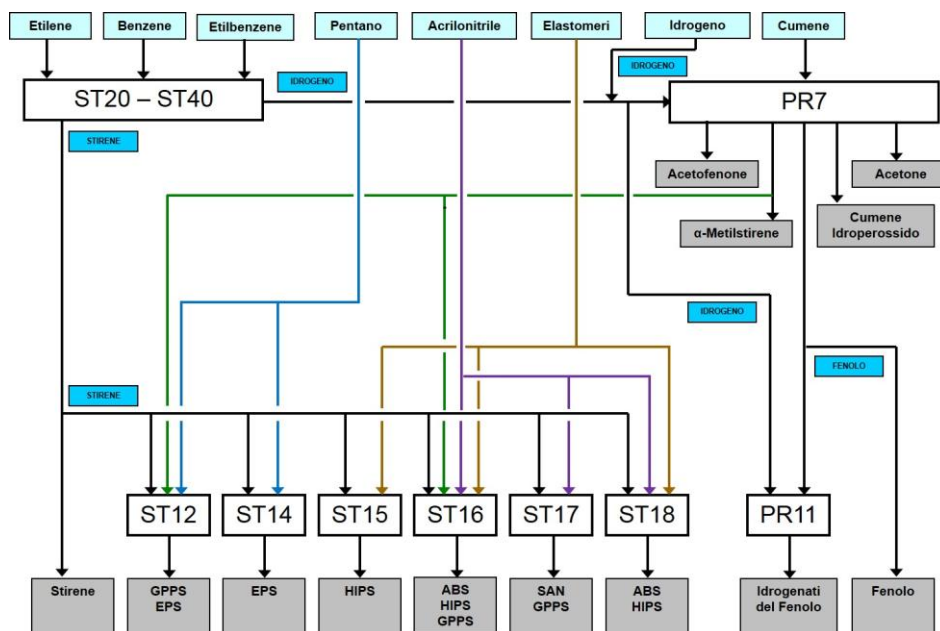 Etilene
Benzene
Etilbenzene
Pentano
Acrilonitrile
Elastomeri
Idrogeno
Cumene
IDROGENO
IDROGENO
ST20 – ST40
PR7
STIRENE
Acetofenone
Acetone
α-Metilstirene
Cumene
Idroperossido
IDROGENO
FENOLO
STIRENE
ST12
ST14
ST15
ST16
ST17
ST18
PR11
Stirene
GPPS
EPS
EPS
HIPS
ABS
HIPS
GPPS
SAN
GPPS
ABS
HIPS
Idrogenati
del Fenolo
Fenolo